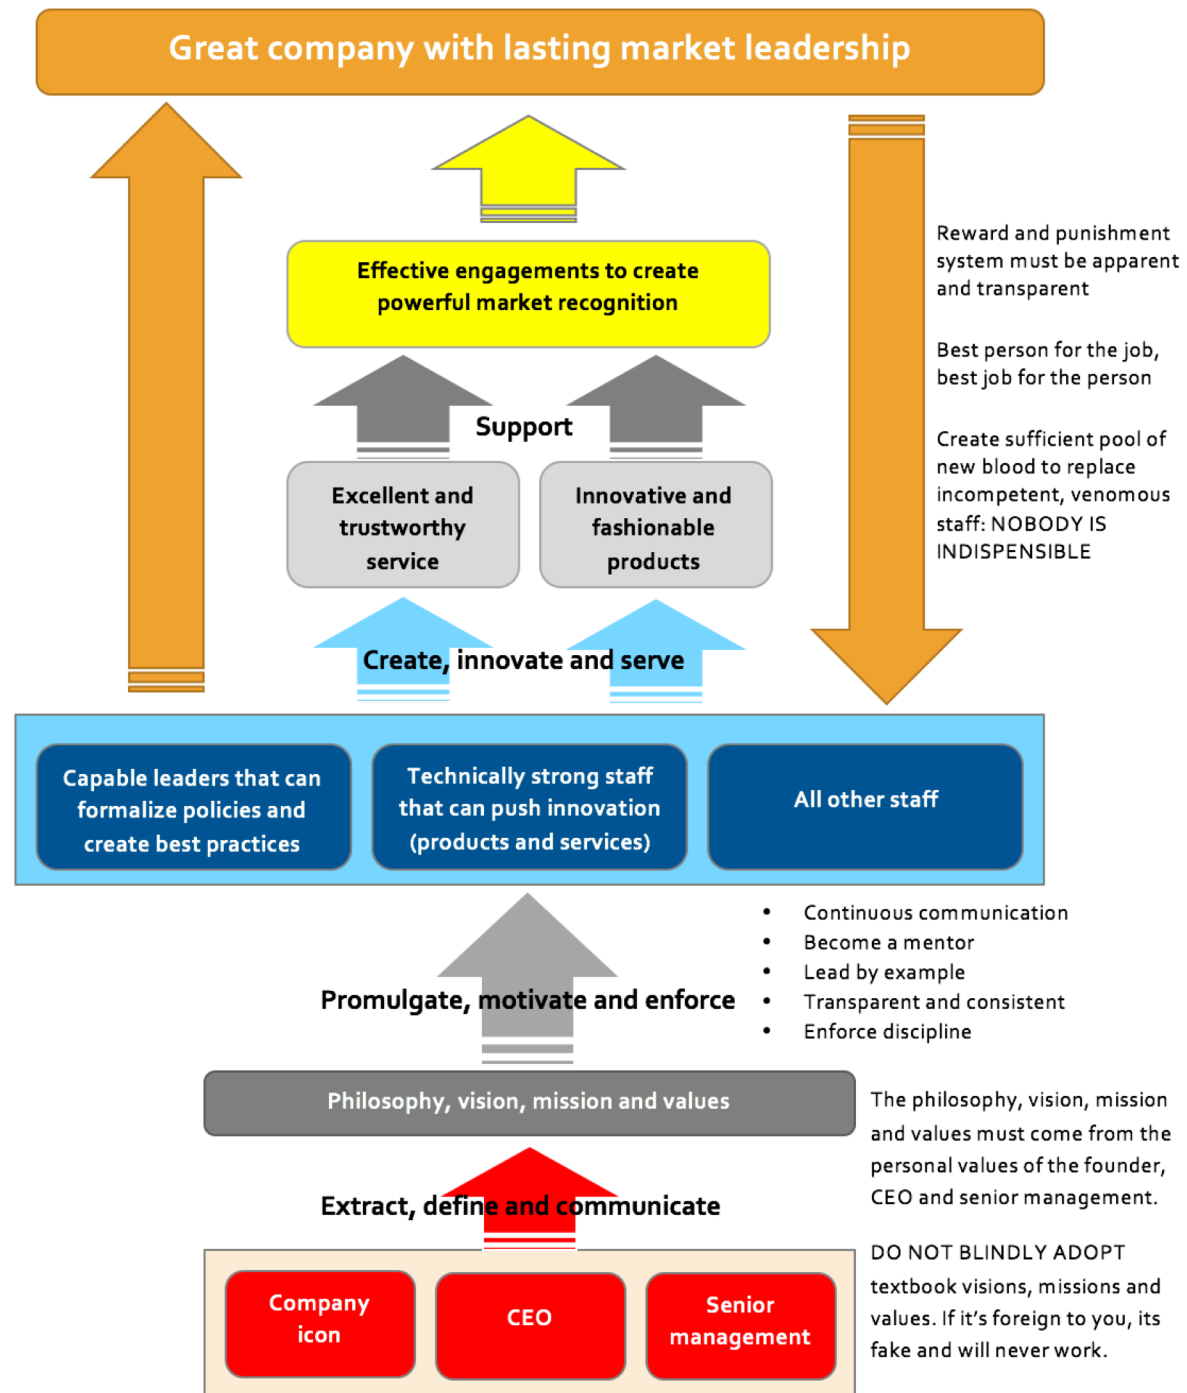 Great company with lasting market leadership
Effective engagements to create
powerful market recognition
Reward and punishment
system must be apparent
and transparent
Best person for the job,
best job for the person
Create sufficient pool of
new blood to replace
incompetent, venomous
staff: NOBODY IS
INDISPENSIBLE
Support
Excellent and
trustworthy
service
Innovative and
fashionable
products
Create, innovate and serve
Capable leaders that can
formalize policies and
create best practices
Technically strong staff
that can push innovation
(products and services)
All other staff
• Continuous communication
• Become a mentor
• Lead by example
• Transparent and consistent
• Enforce discipline
Promulgate, motivate and enforce
Philosophy, vision, mission and values
The philosophy, vision, mission
and values must come from the
personal values of the founder,
CEO and senior management.
Extract, define and communicate
DO NOT BLINDLY ADOPT
textbook visions, missions and
values. If it's foreign to you, its
fake and will never work.
Company
icon
CEO
Senior
management